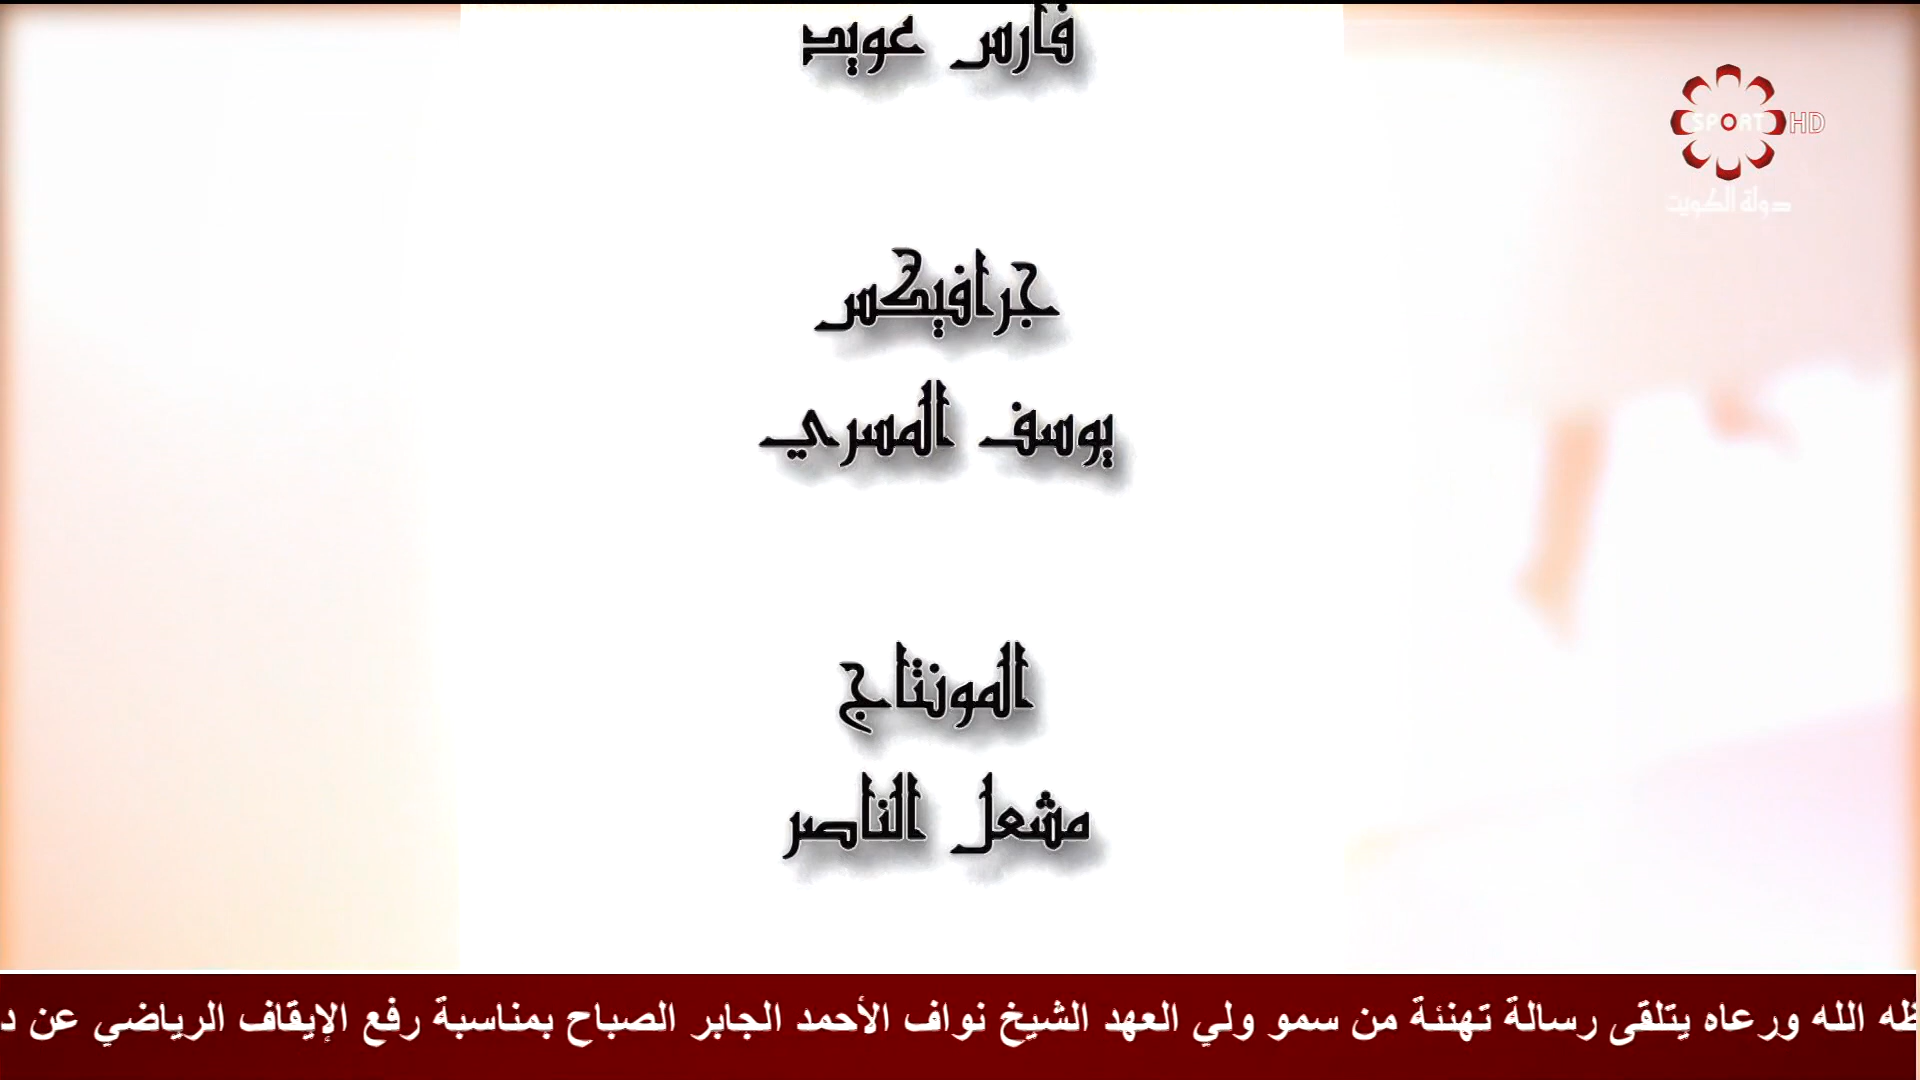 فارس عويد
SPORT HD
دولة الكويت
جرافيكس
يوسف المسري
المونتاج
مشعل الناصر
ظه الله ورعاه يتلقى رسالة تهنئة من سمو ولي العهد الشيخ نواف الأحمد الجابر الصباح بمناسبة رفع الإيقاف الرياضي عن د